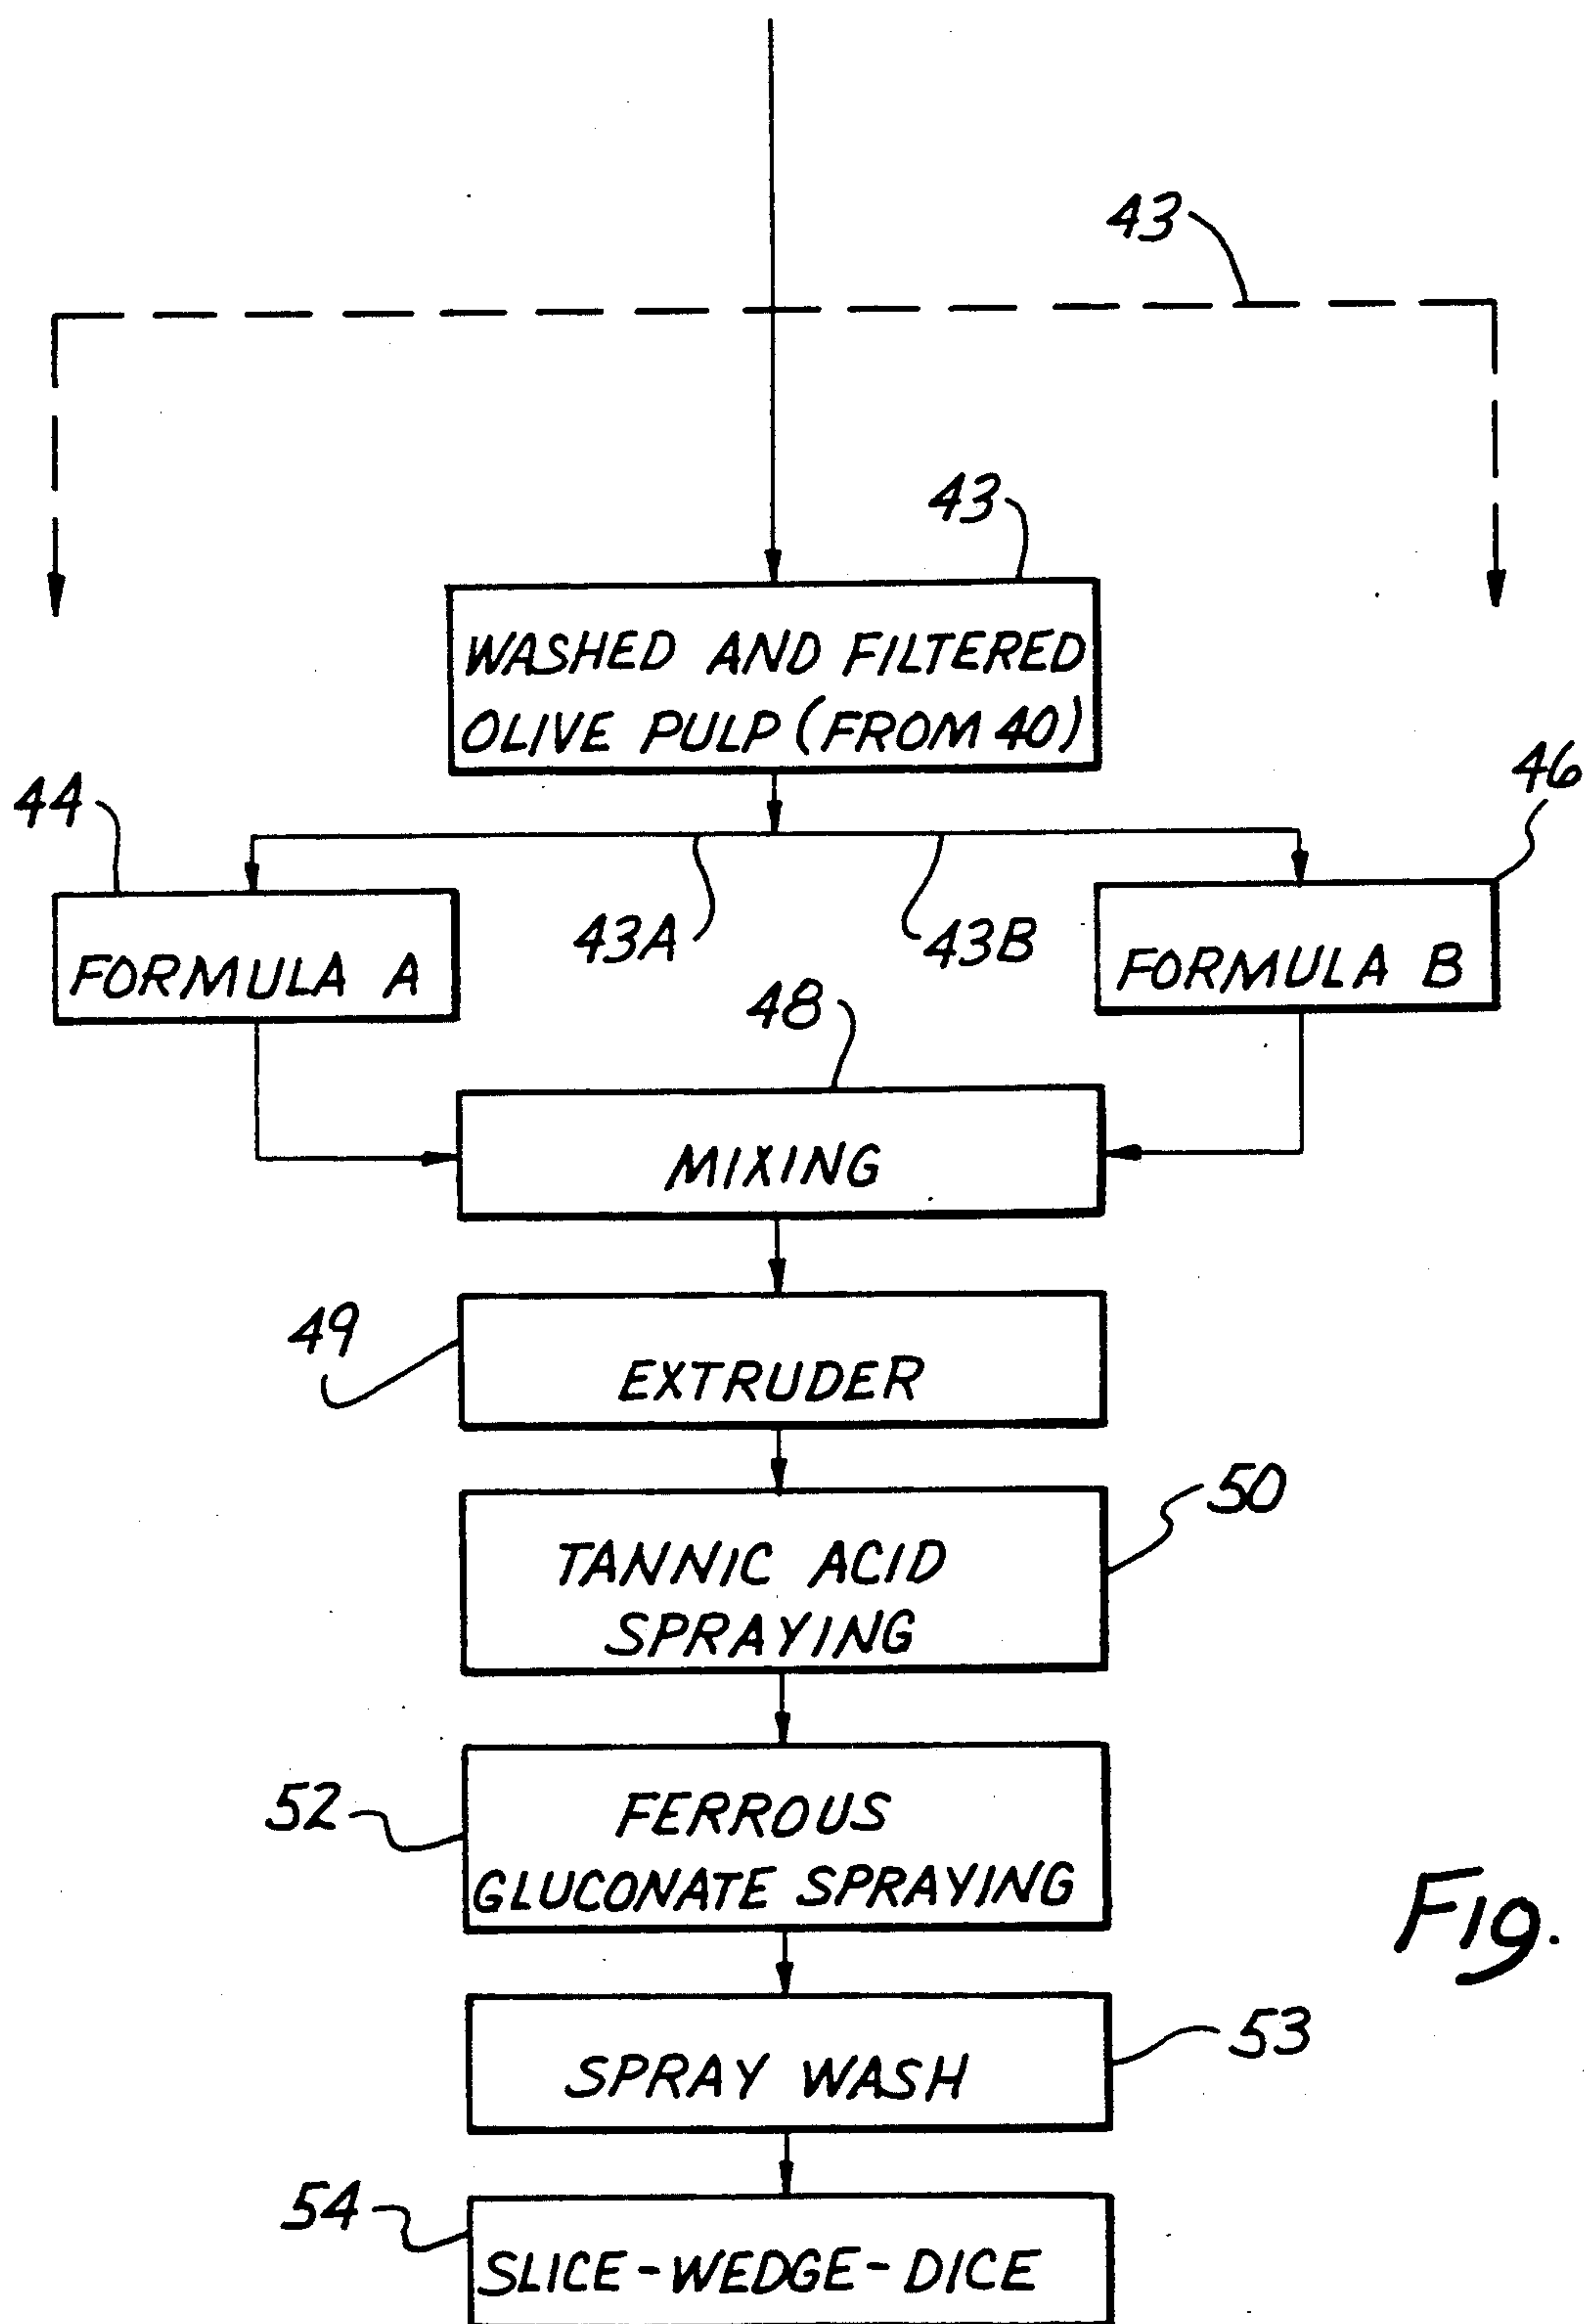 43
43
WASHED AND FILTERED
OLIVE PULP (FROM 40)
44
46
43A
43B
FORMULA A
FORMULA B
48
MIXING
49
EXTRUDER
50
TANNIC ACID
SPRAYING
52
FERROUS
GLUCONATE SPRAYING
Fig.
53
SPRAY WASH
54
SLICE-WEDGE-DICE